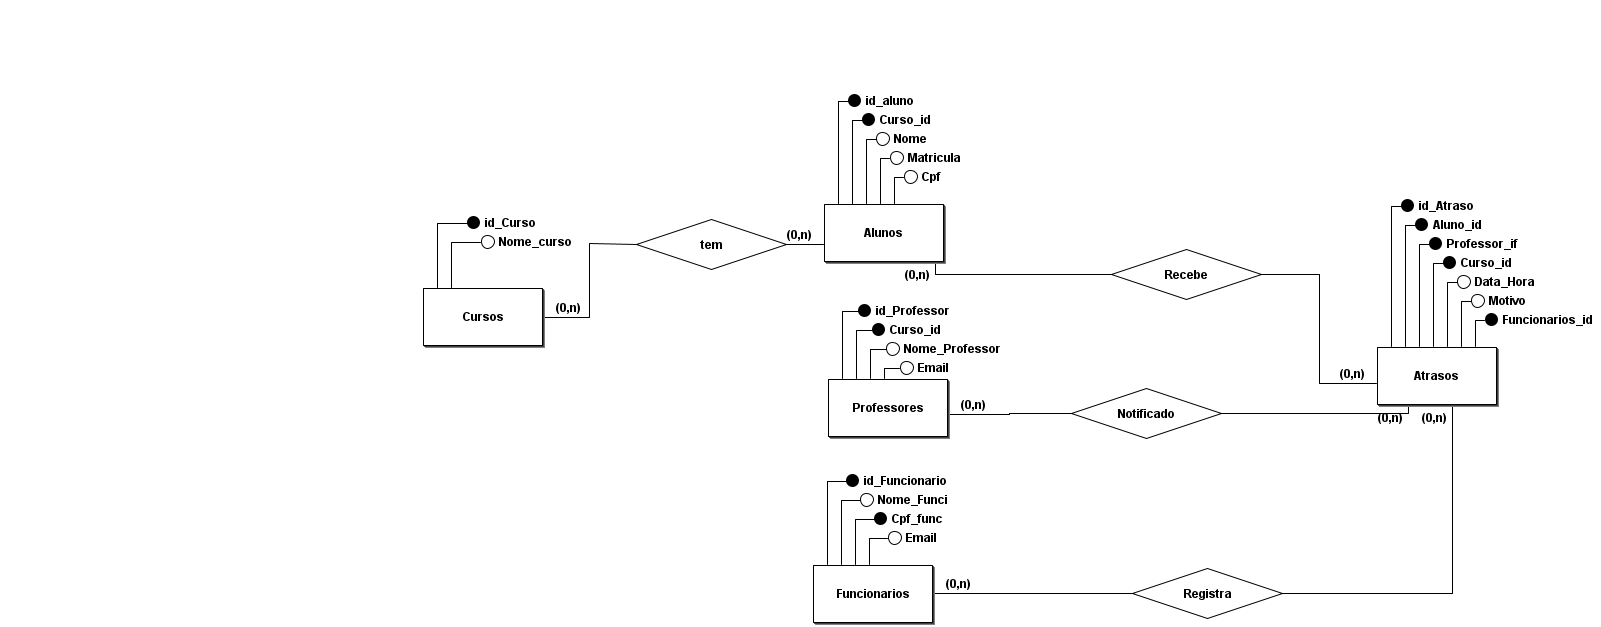 id_Curso
Nome_curso
Cursos
(0,n)
tem
(0,n)
id_aluno
Curso_id
Nome
Matricula
Cpf
Alunos
(0,n)
Recebe
(0,n)
id_Atraso
Aluno_id
Professor_if
Curso_id
Data_Hora
Motivo
Funcionarios_id
Atrasos
(0,n) (0,n)
id_Professor
Curso_id
Nome_Professor
Email
Professores
(0,n)
Notificado
id_Funcionario
Nome_Funci
Cpf_func
Email
Funcionarios
(0,n)
Registra